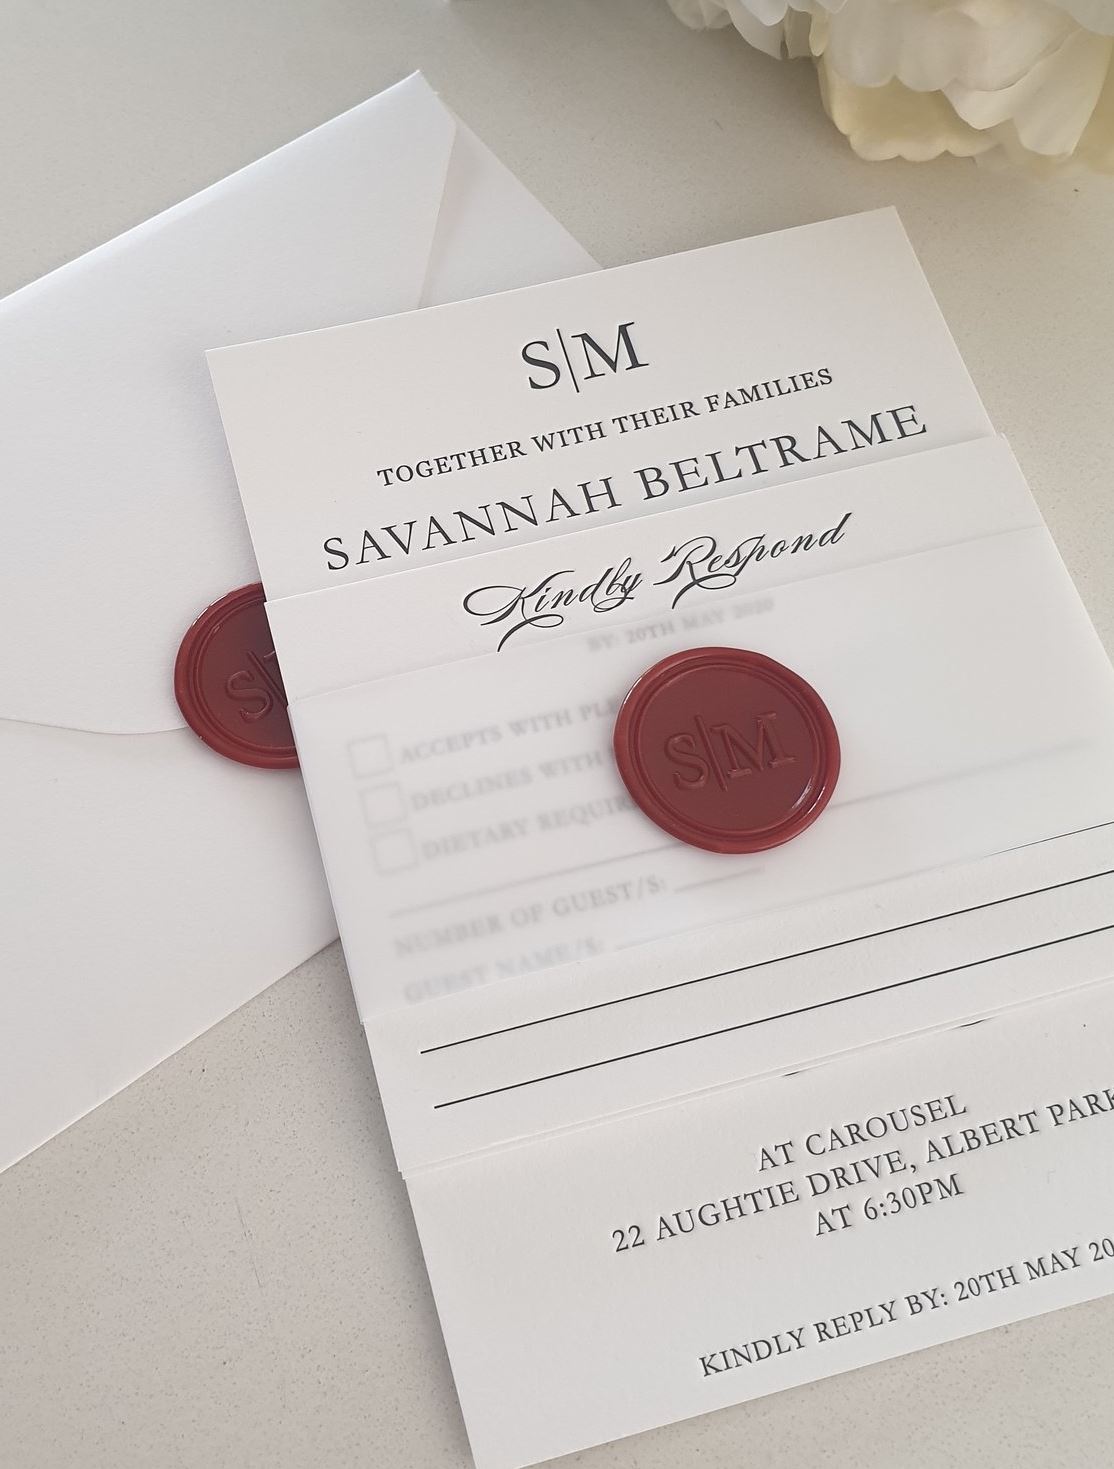 S|M
TOGETHER WITH THEIR FAMILIES
SAVANNAH BELTRAME
Kindly Respond
BY: 20TH MAY 2020
ACCEPTS WITH
DECLINES WITH
DIETARY
NUMBER OF GUEST/S:
GUEST NAME/S:
S|M
S
AT CAROUSEL
22 AUGHTIE DRIVE, ALBERT PARK
AT 6:30PM
KINDLY REPLY BY: 20TH MAY 20